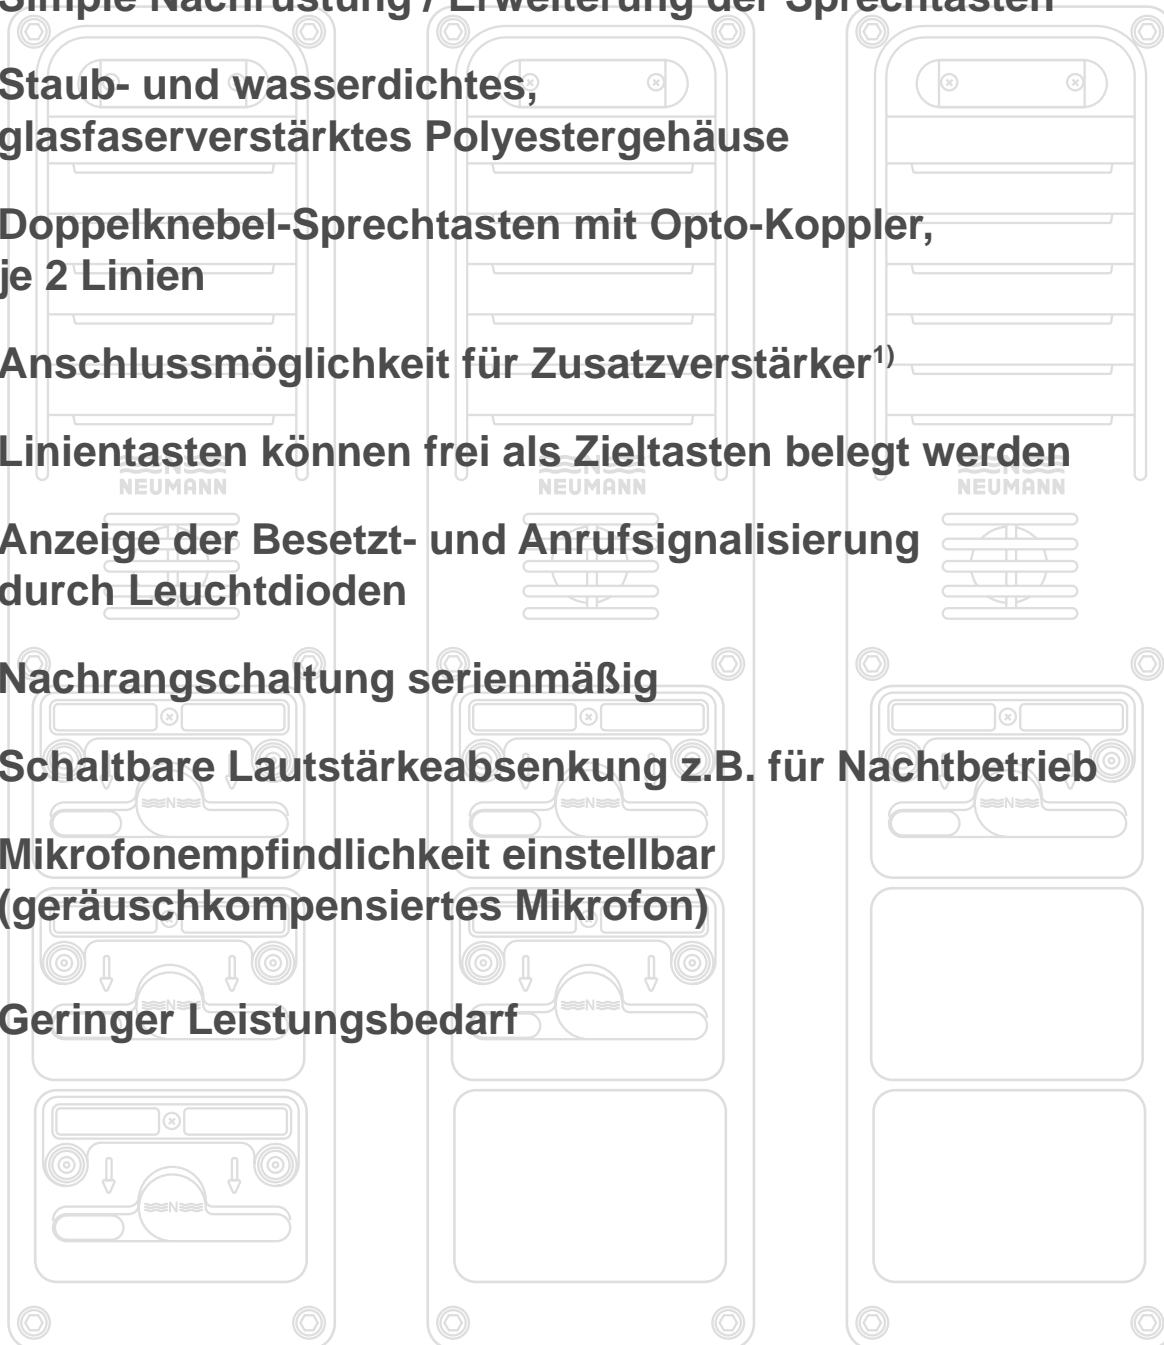 Simple Nachrüstung / Erweiterung der Sprechtasten
Staub- und wasserdichtes,
glasfaserverstärktes Polyestergehäuse
Doppelknebel-Sprechtasten mit Opto-Koppler,
je 2 Linien
Anschlussmöglichkeit für Zusatzverstärker1)
Linientasten können frei als Zieltasten belegt werden
N N N
NEUMANN NEUMANN NEUMANN
Anzeige der Besetzt- und Anrufsignalisierung
durch Leuchtdioden
Nachrangschaltung serienmäßig
Schaltbare Lautstärkeabsenkung z.B. für Nachtbetrieb
N N N
Mikrofonempfindlichkeit einstellbar
(geräuschkompensiertes Mikrofon)
N N
Geringer Leistungsbedarf
N